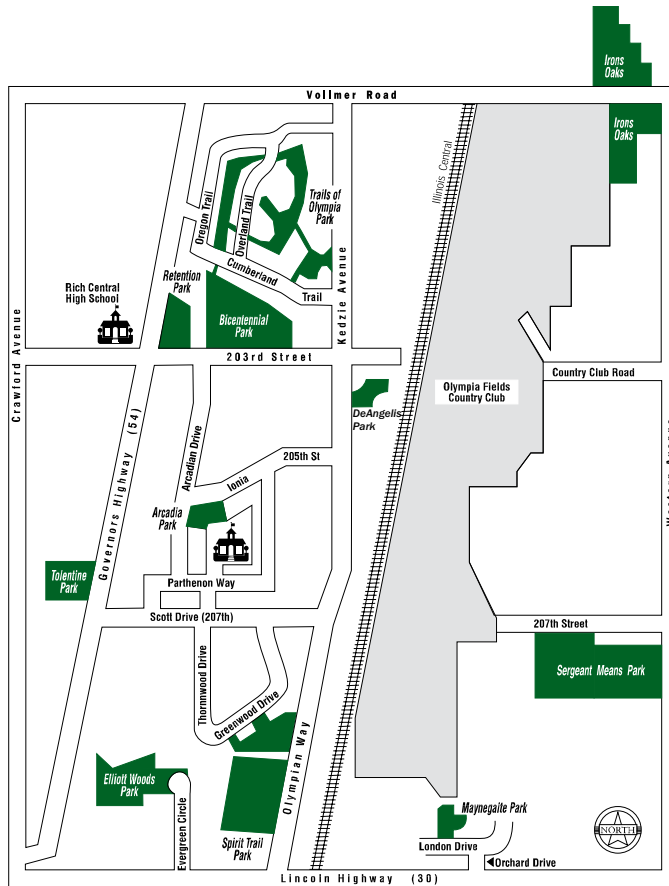 Irons
Oaks
Vollmer Road
Irons
Oaks
Illinois Central
Oregon Trail
Overland Trail
Trails of
Olympia
Park
Cumberland
Trail
Kedzie Avenue
Retention
Park
Rich Central
High School
Bicentennial
Park
Crawford Avenue
203rd Street
Country Club Road
Olympia Fields
Country Club
DeAngelis
Park
Governors Highway (54)
Arcadian Drive
205th St
Ionia
Arcadia
Park
Tolentine
Park
Parthenon Way
Scott Drive (207th)
207th Street
Sergeant Means Park
Thornnwood Drive
Greenwood Drive
Olympian Way
Elliott Woods
Park
Evergreen Circle
Spirit Trail
Park
Maynegaite Park
NORTH
London Drive
Orchard Drive
Lincoln Highway (30)